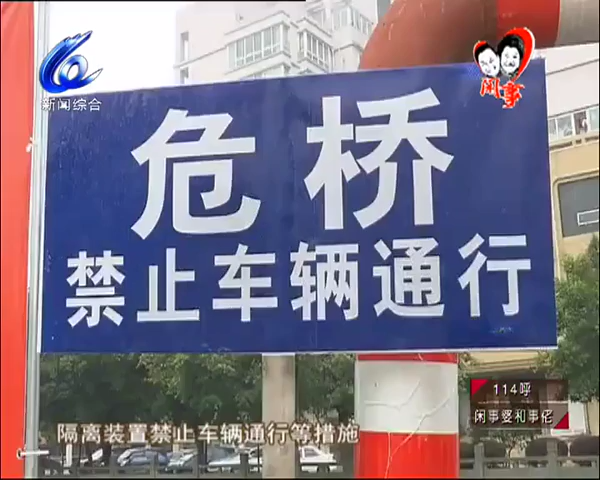 新闻综合
闲事
危桥
禁止车辆通行
114呼
闲事婆和事佬
隔离装置禁止车辆通行等措施